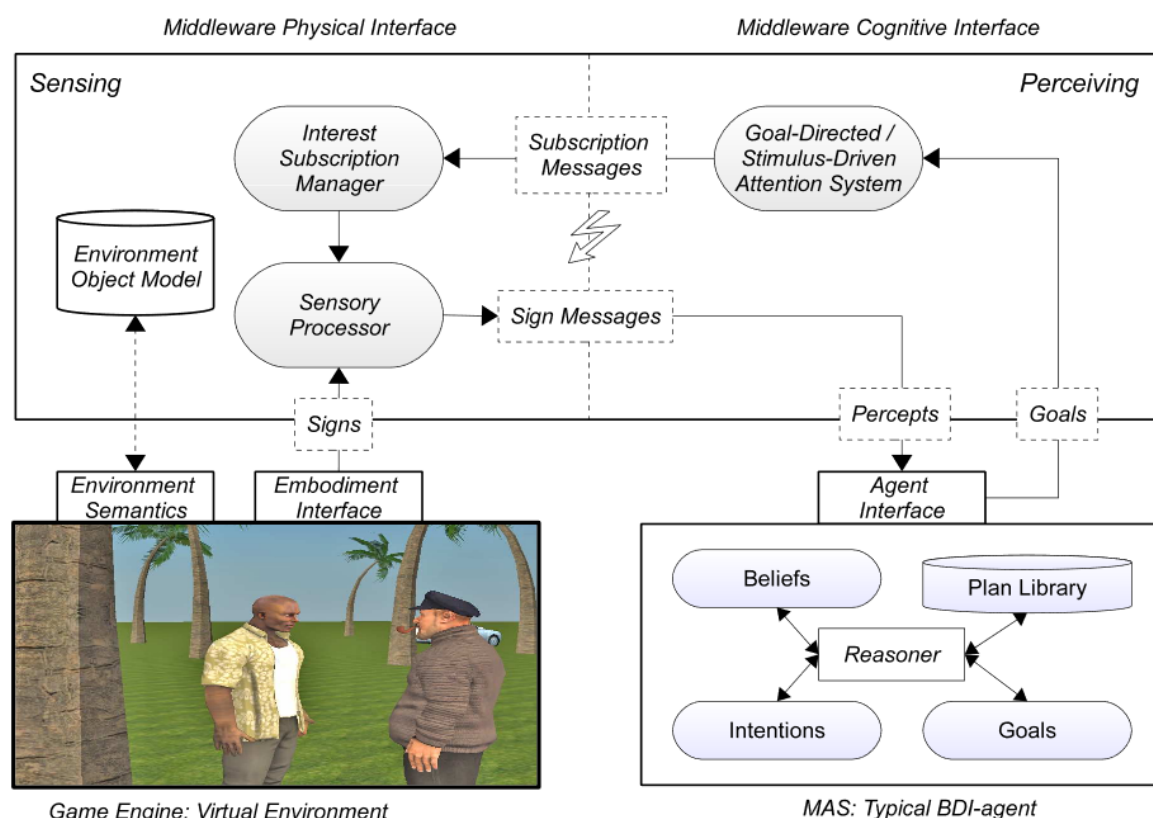 Middleware Physical Interface
Middleware Cognitive Interface
Sensing
Perceiving
Interest
Subscription
Manager
Subscription
Messages
Goal-Directed /
Stimulus-Driven
Attention System
Environment
Object Model
Sensory
Processor
Sign Messages
Signs
Percepts
Goals
Environment
Semantics
Embodiment
Interface
Agent
Interface
Beliefs
Plan Library
Reasoner
Intentions
Goals
Game Engine: Virtual Environment
MAS: Typical BDI-agent